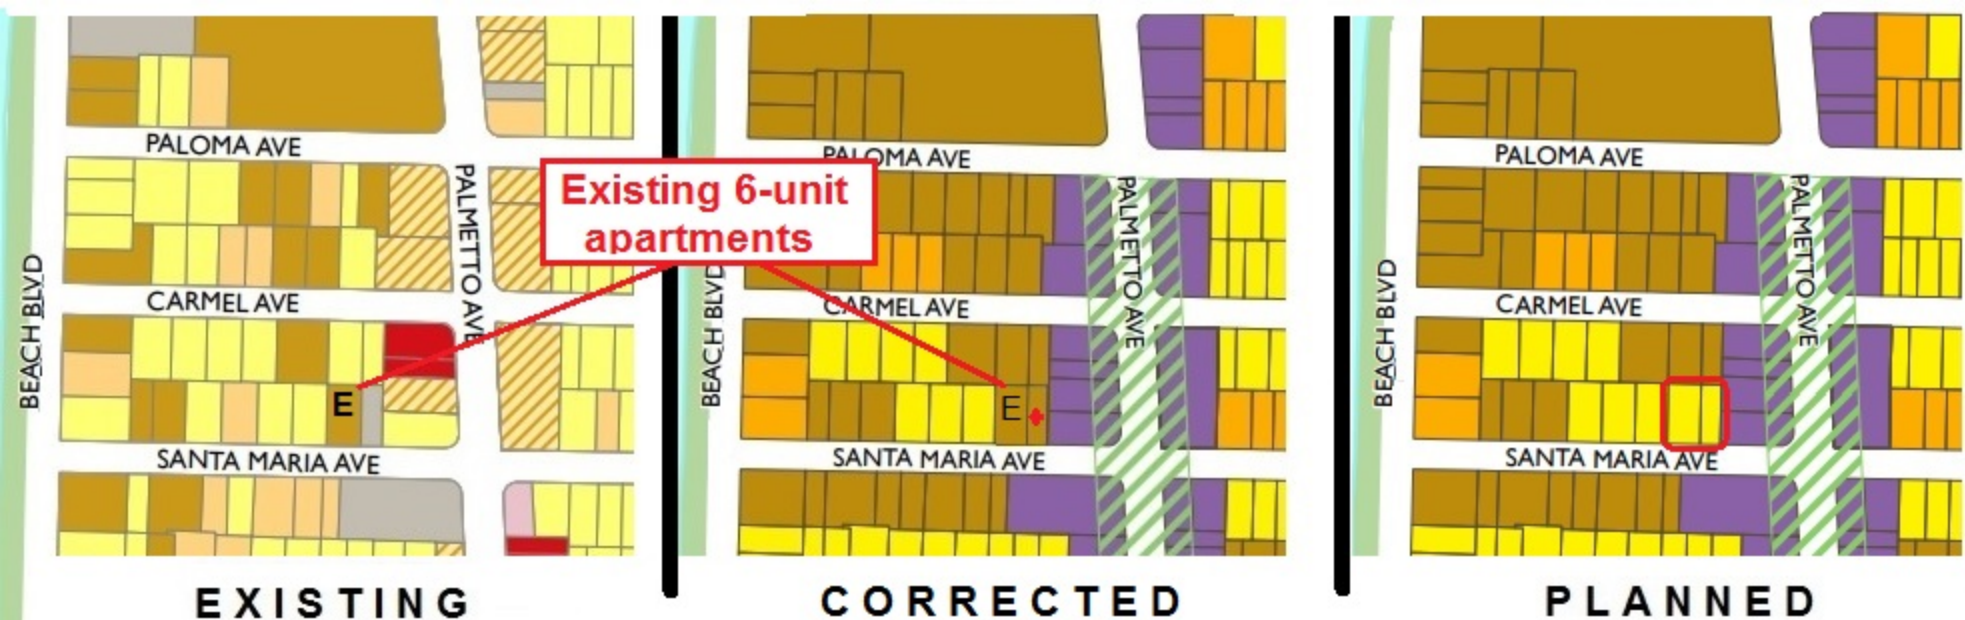 PALOMA AVE
PALMETTO AVE
BEACH BLVD
CARMEL AVE
E
SANTA MARIA AVE
EXISTING
Existing 6-unit
apartments
PALOMA AVE
PALMETTO AVE
BEACH BLVD
CARMEL AVE
E
SANTA MARIA AVE
CORRECTED
PALOMA AVE
PALMETTO AVE
BEACH BLVD
CARMEL AVE
SANTA MARIA AVE
PLANNED